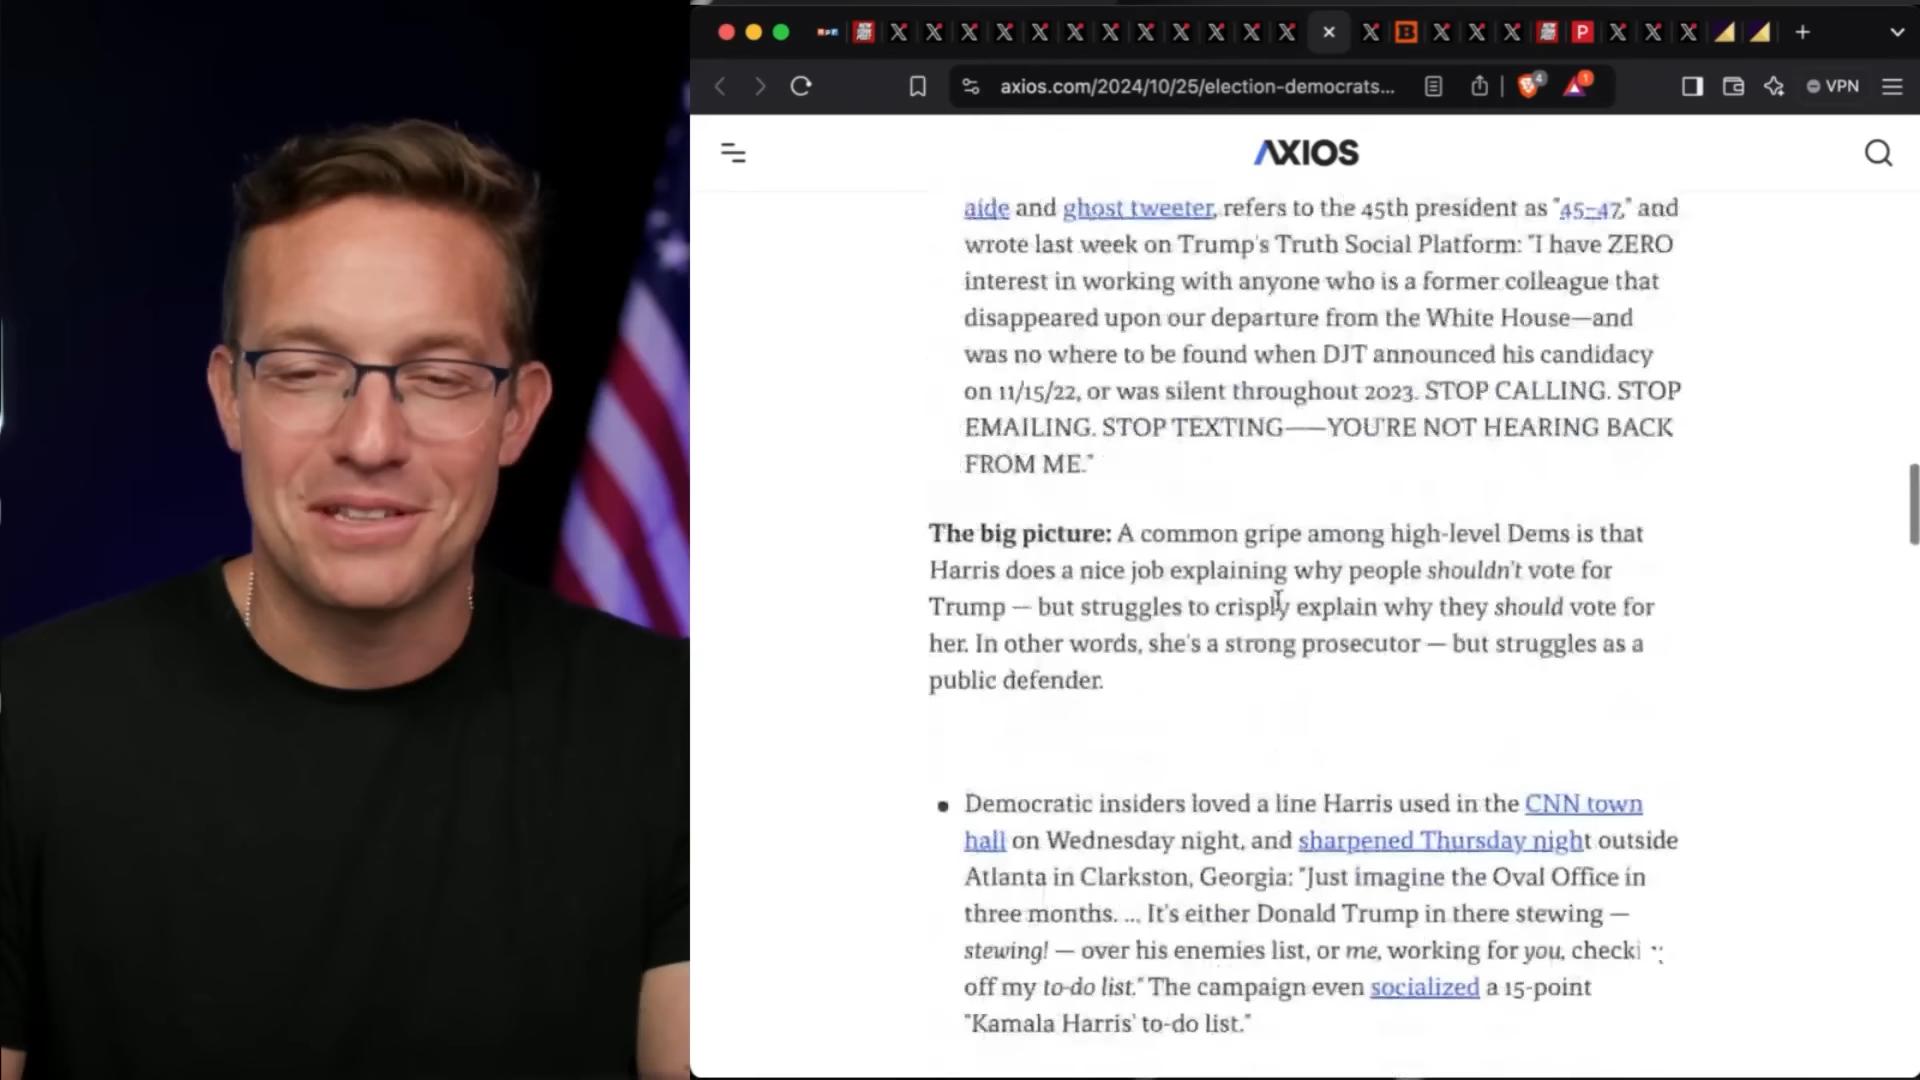 axios.com/2024/10/25/election-democrats...
4
1
VPN
AXIOS
aide and ghost tweeter, refers to the 45th president as "45-47," and
wrote last week on Trump's Truth Social Platform: "I have ZERO
interest in working with anyone who is a former colleague that
disappeared upon our departure from the White House—and
was no where to be found when DJT announced his candidacy
on 11/15/22, or was silent throughout 2023. STOP CALLING. STOP
EMAILING. STOP TEXTING——YOU'RE NOT HEARING BACK
FROM ME."
The big picture: A common gripe among high-level Dems is that
Harris does a nice job explaining why people shouldn't vote for
Trump — but struggles to crisply explain why they should vote for
her. In other words, she's a strong prosecutor — but struggles as a
public defender.
• Democratic insiders loved a line Harris used in the CNN town
hall on Wednesday night, and sharpened Thursday night outside
Atlanta in Clarkston, Georgia: "Just imagine the Oval Office in
three months. ... It's either Donald Trump in there stewing —
stewing! — over his enemies list, or me, working for you,
off my to-do list." The campaign even socialized a 15-point
"Kamala Harris' to-do list."